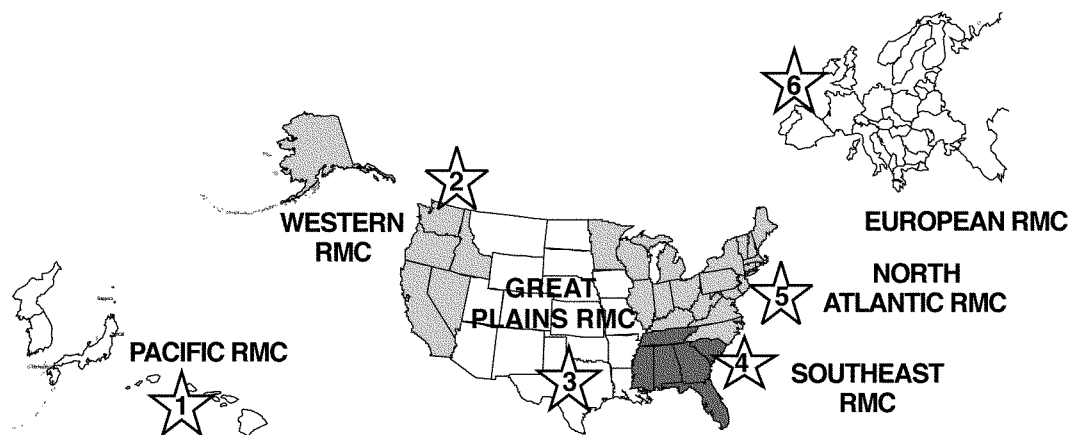 6
2
WESTERN
RMC
EUROPEAN RMC
GREAT
PLAINS RMC
NORTH
ATLANTIC RMC
5
PACIFIC RMC
4
SOUTHEAST
RMC
3
1